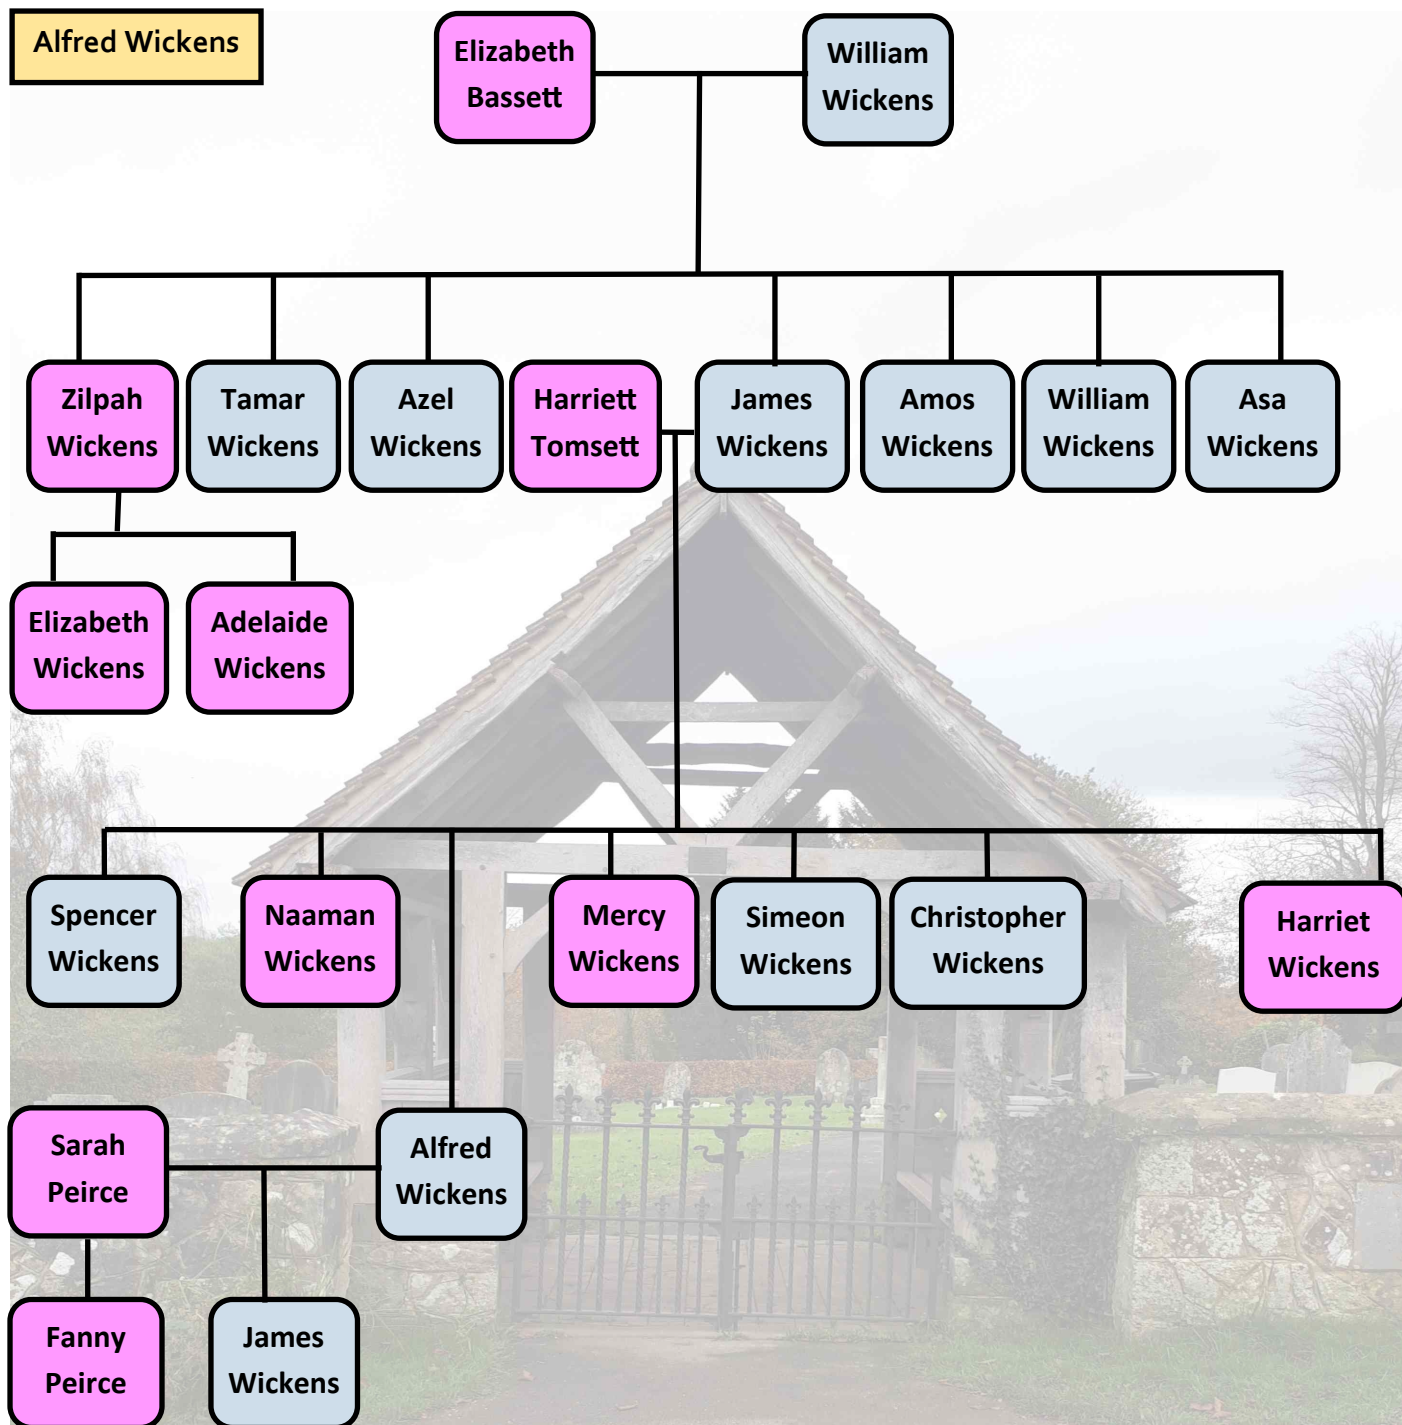 Alfred Wickens
Elizabeth
Bassett
William
Wickens
Zilpah
Wickens
Tamar
Wickens
Azel
Wickens
Harriett
Tomsett
James
Wickens
Amos
Wickens
William
Wickens
Asa
Wickens
Elizabeth
Wickens
Adelaide
Wickens
Spencer
Wickens
Naaman
Wickens
Mercy
Wickens
Simeon
Wickens
Christopher
Wickens
Harriet
Wickens
Sarah
Peirce
Alfred
Wickens
Fanny
Peirce
James
Wickens